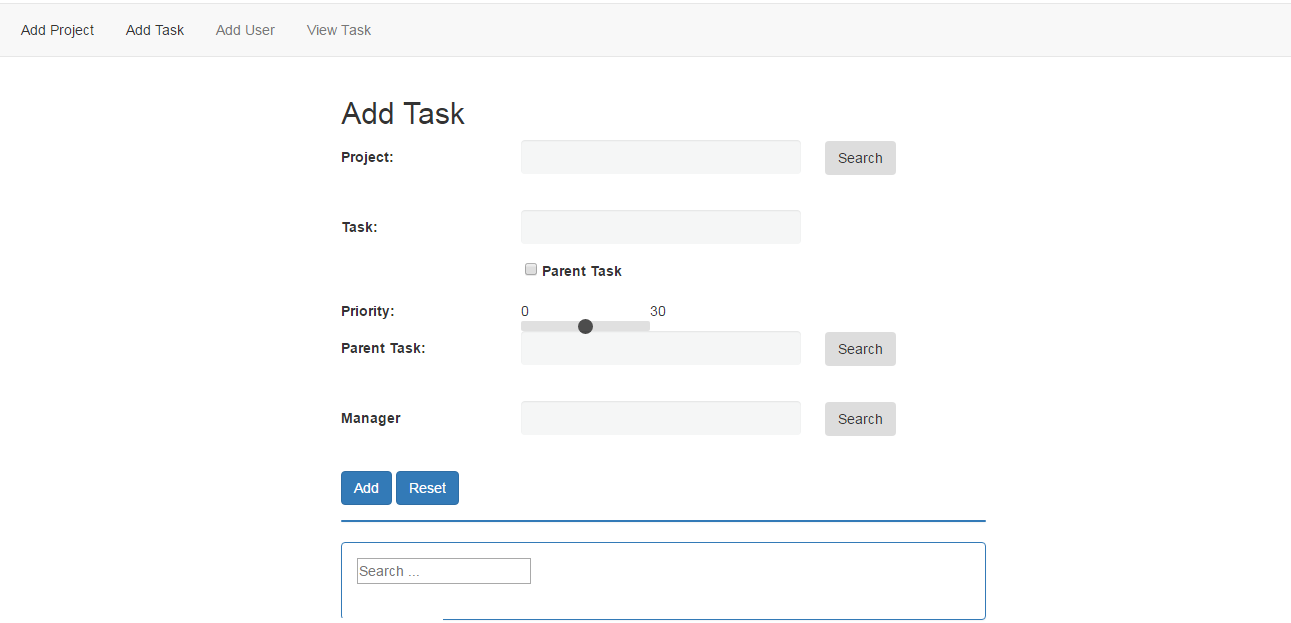 Add Project Add Task Add User View Task
Add Task
Project: Search
Task:
Parent Task
Priority: 0 30
Parent Task: Search
Manager Search
Add Reset
Search ...